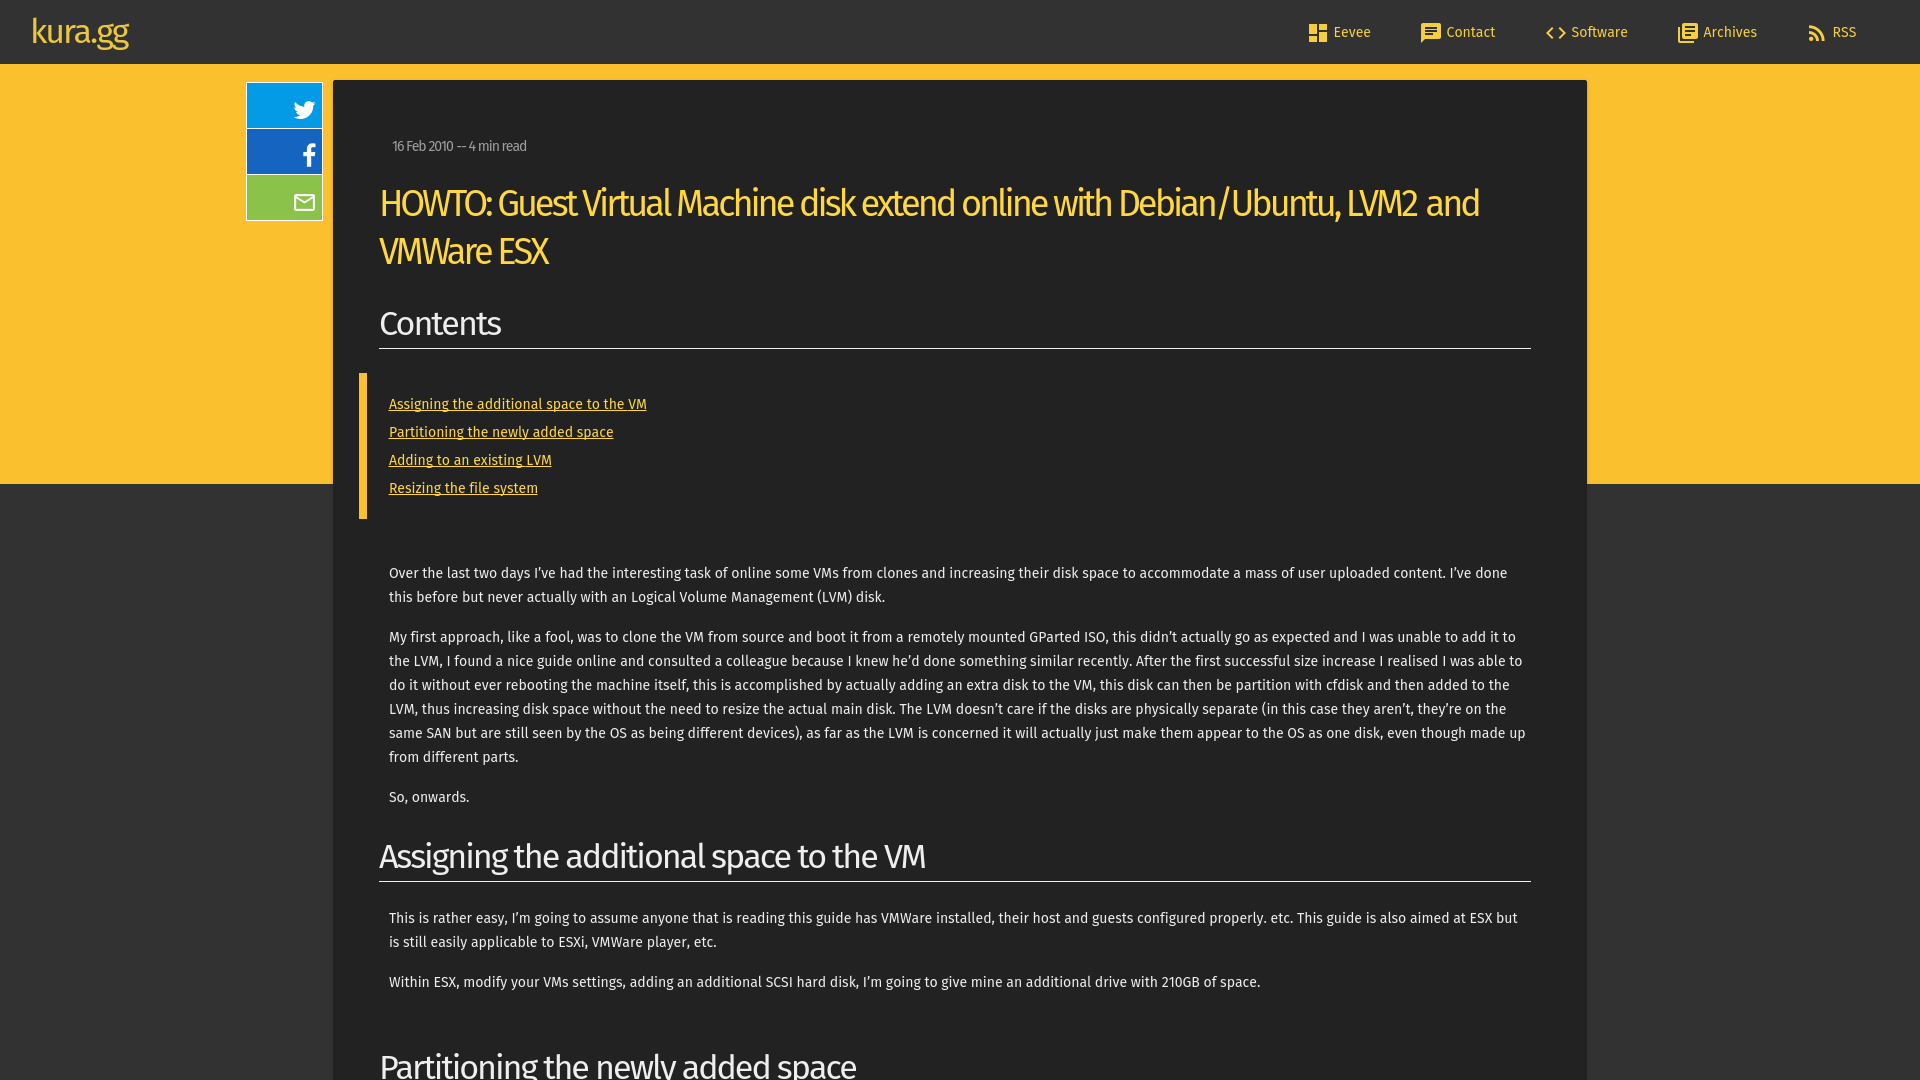 kura.gg
Eevee
Contact
Software
Archives
RSS
16 Feb 2010 -- 4 min read
HOWTO: Guest Virtual Machine disk extend online with Debian/Ubuntu, LVM2 and
VMWare ESX
Contents
Assigning the additional space to the VM
Partitioning the newly added space
Adding to an existing LVM
Resizing the file system
Over the last two days I’ve had the interesting task of online some VMs from clones and increasing their disk space to accommodate a mass of user uploaded content. I’ve done
this before but never actually with an Logical Volume Management (LVM) disk.
My first approach, like a fool, was to clone the VM from source and boot it from a remotely mounted GParted ISO, this didn’t actually go as expected and I was unable to add it to
the LVM, I found a nice guide online and consulted a colleague because I knew he’d done something similar recently. After the first successful size increase I realised I was able to
do it without ever rebooting the machine itself, this is accomplished by actually adding an extra disk to the VM, this disk can then be partition with cfdisk and then added to the
LVM, thus increasing disk space without the need to resize the actual main disk. The LVM doesn’t care if the disks are physically separate (in this case they aren’t, they’re on the
same SAN but are still seen by the OS as being different devices), as far as the LVM is concerned it will actually just make them appear to the OS as one disk, even though made up
from different parts.
So, onwards.
Assigning the additional space to the VM
This is rather easy, I’m going to assume anyone that is reading this guide has VMWare installed, their host and guests configured properly. etc. This guide is also aimed at ESX but
is still easily applicable to ESXi, VMWare player, etc.
Within ESX, modify your VMs settings, adding an additional SCSI hard disk, I’m going to give mine an additional drive with 210GB of space.
Partitioning the newly added space